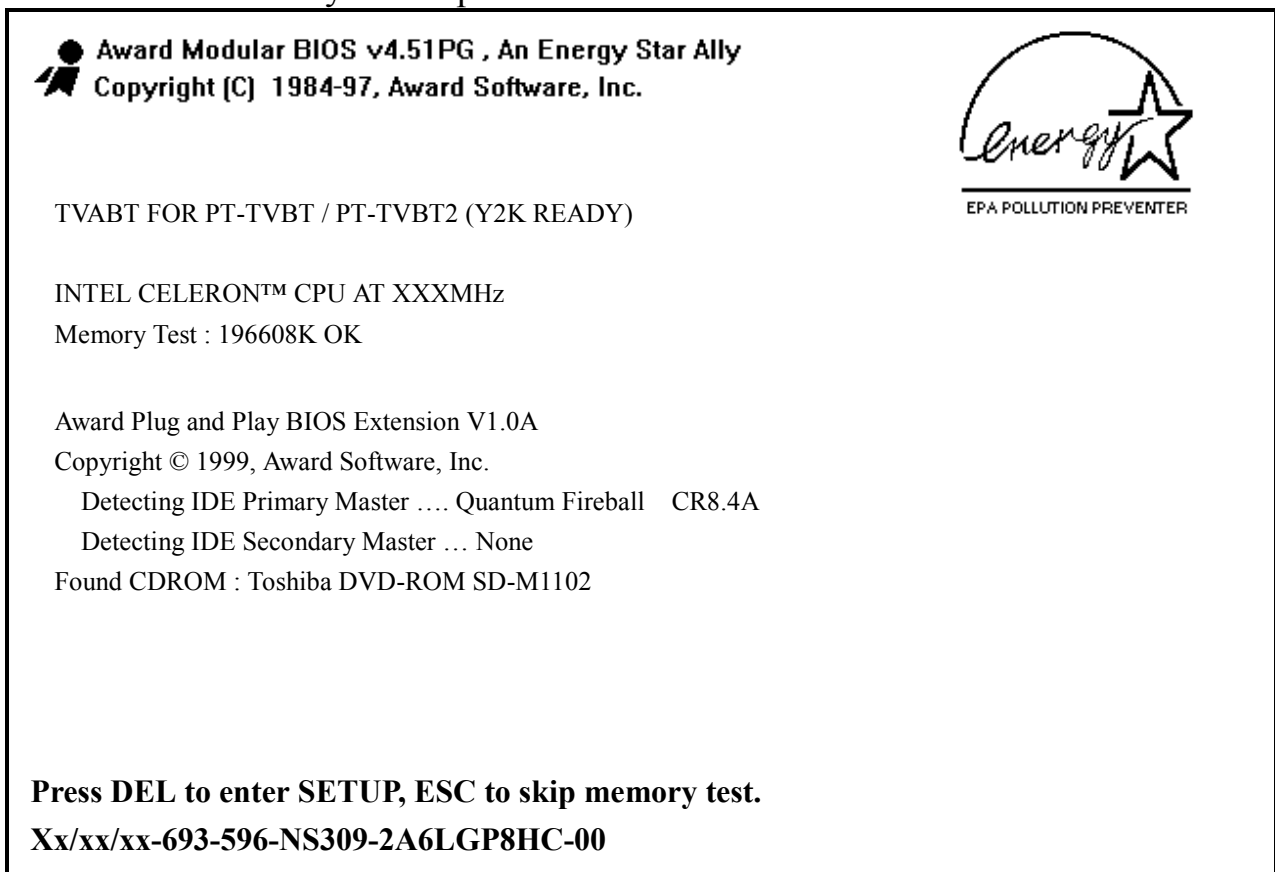 Award Modular BIOS v4.51PG , An Energy Star Ally
Copyright (C) 1984-97, Award Software, Inc.
energy
EPA POLLUTION PREVENTER
TVABT FOR PT-TVBT / PT-TVBT2 (Y2K READY)
INTEL CELERON™ CPU AT XXXMHz
Memory Test : 196608K OK
Award Plug and Play BIOS Extension V1.0A
Copyright © 1999, Award Software, Inc.
Detecting IDE Primary Master …. Quantum Fireball CR8.4A
Detecting IDE Secondary Master … None
Found CDROM : Toshiba DVD-ROM SD-M1102
Press DEL to enter SETUP, ESC to skip memory test.
Xx/xx/xx-693-596-NS309-2A6LGP8HC-00